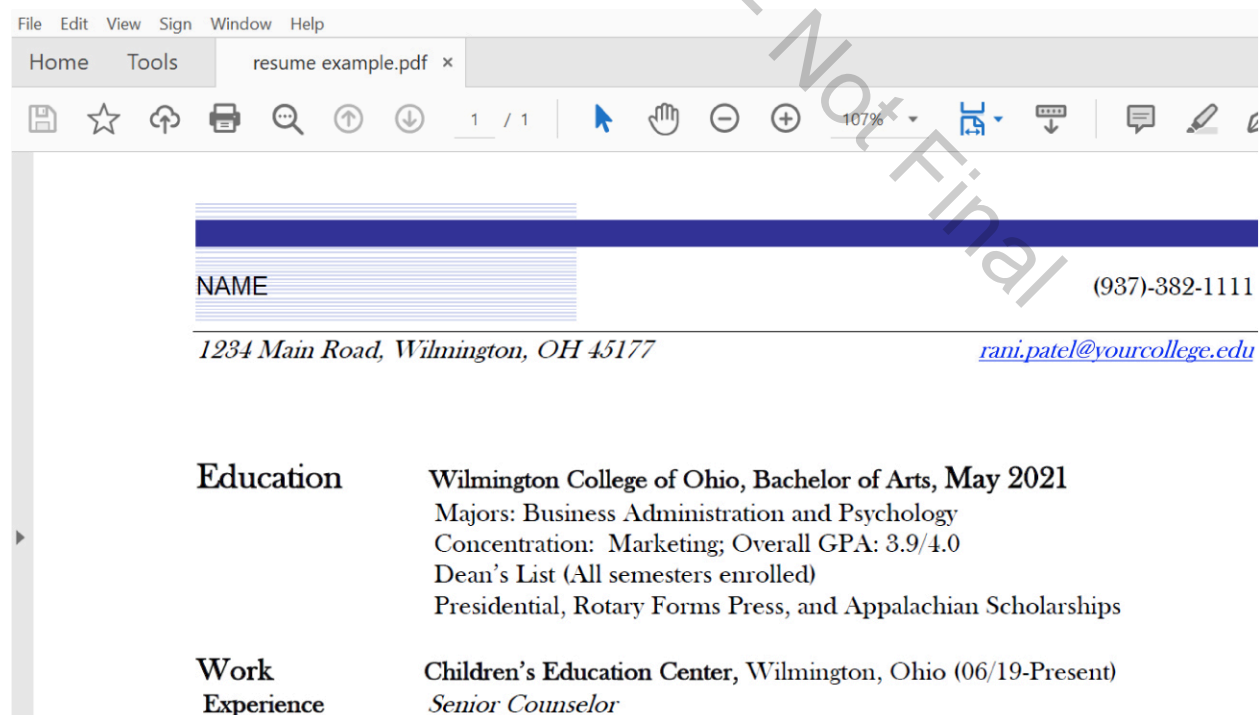 File Edit View Sign Window Help
Home Tools resume example.pdf ×
1 / 1 107%
Not Final
NAME (937)-382-1111
1234 Main Road, Wilmington, OH 45177 rani.patel@yourcollege.edu
Education Wilmington College of Ohio, Bachelor of Arts, May 2021
Majors: Business Administration and Psychology
Concentration: Marketing; Overall GPA: 3.9/4.0
Dean's List (All semesters enrolled)
Presidential, Rotary Forms Press, and Appalachian Scholarships
Work Children's Education Center, Wilmington, Ohio (06/19-Present)
Experience Senior Counselor